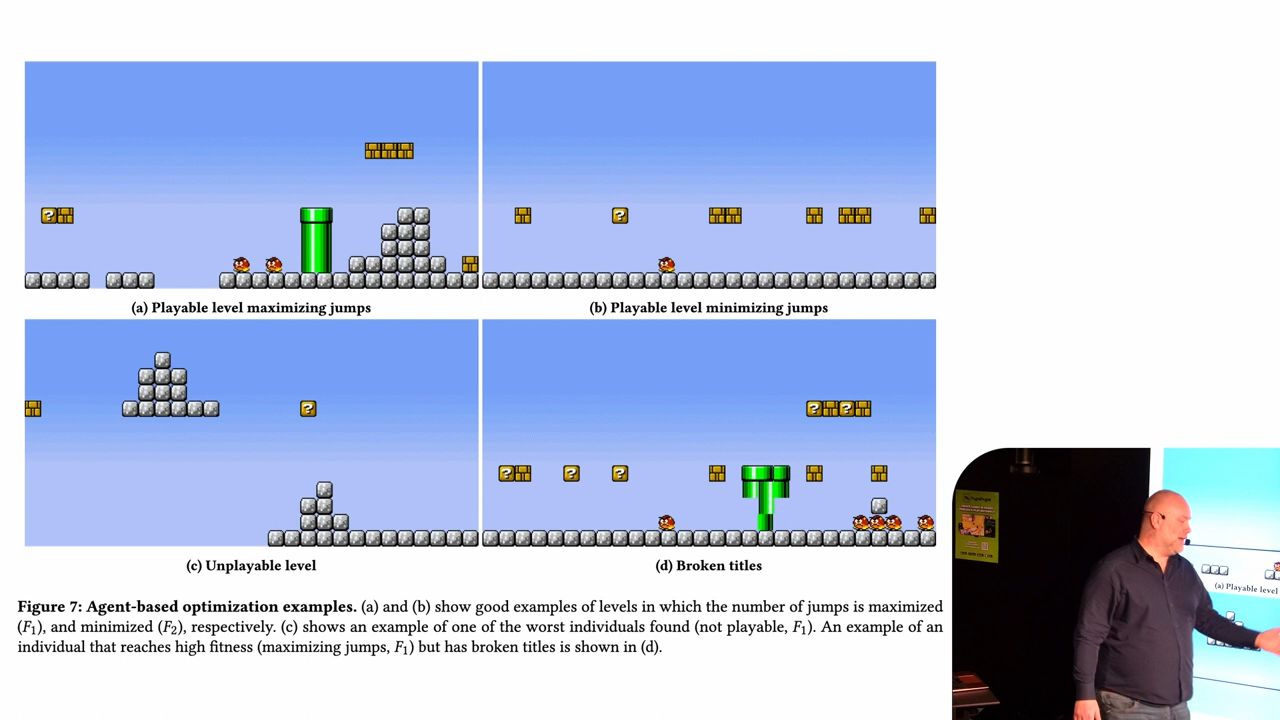 (a) Playable level maximizing jumps
(b) Playable level minimizing jumps
(c) Unplayable level
(d) Broken titles
Figure 7: Agent-based optimization examples. (a) and (b) show good examples of levels in which the number of jumps is maximized
(F1), and minimized (F2), respectively. (c) shows an example of one of the worst individuals found (not playable, F1). An example of an
individual that reaches high fitness (maximizing jumps, F1) but has broken titles is shown in (d).
(a) Playable level